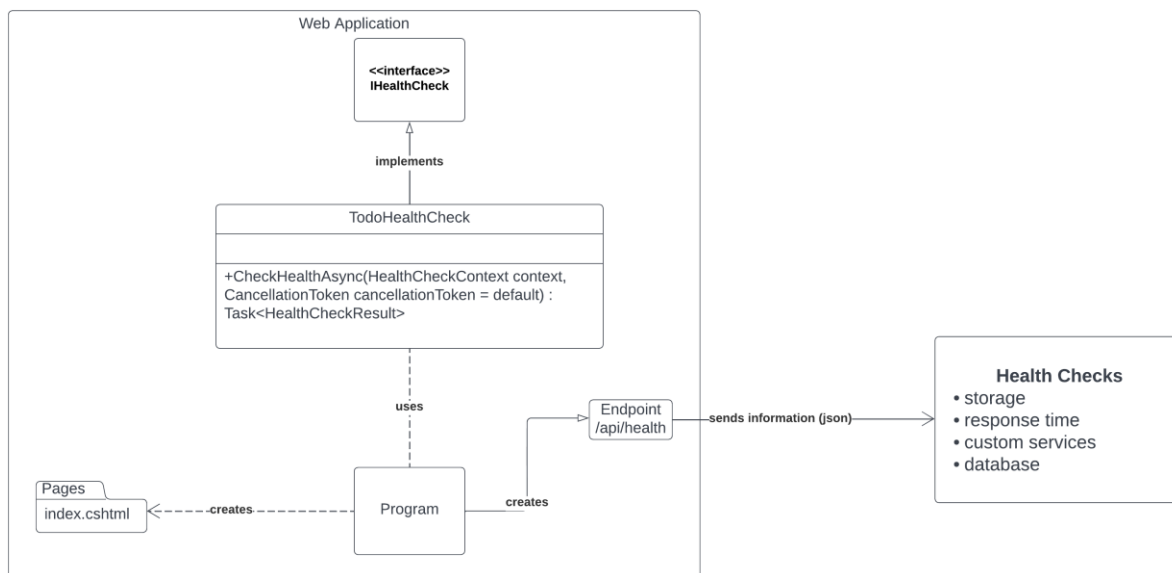 Web Application
<<interface>>
IHealthCheck
implements
TodoHealthCheck
+CheckHealthAsync(HealthCheckContext context,
CancellationToken cancellationToken = default) :
Task<HealthCheckResult>
uses
Endpoint
/api/health
sends information (json)
Health Checks
• storage
• response time
• custom services
• database
Pages
index.cshtml
creates
Program
creates